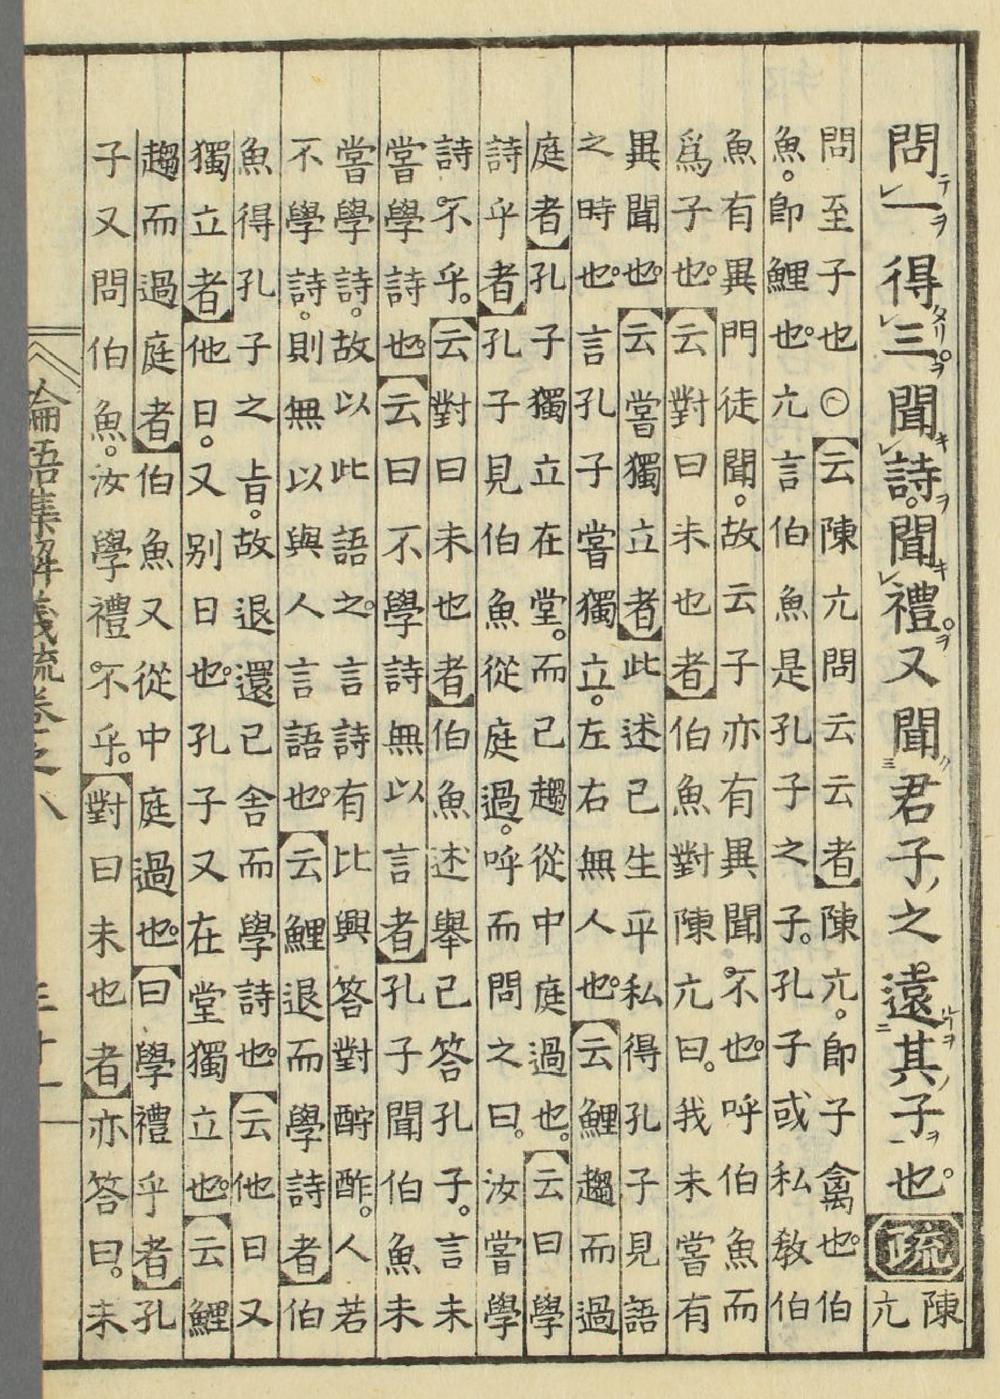 問一得三聞詩。聞禮。又聞君子之遠其子也。疏陳亢
問至子也〇云陳亢問云云者陳亢。即子禽也。伯
魚。即鯉也。亢言伯魚是孔子之子。孔子或私敎伯
魚有異門徒聞。故云子亦有異聞。不也。呼伯魚而
爲子也。云對曰未也者伯魚對陳亢曰。我未嘗有
異聞也。云嘗獨立者此述己生平私得孔子見語
之時也。言孔子嘗獨立。左右無人也。云鯉趨而過
庭者孔子獨立在堂。而己趨從中庭過也。云曰學
詩乎者孔子見伯魚從庭過。呼而問之曰。汝嘗學
詩。不乎。云對曰未也者伯魚述舉己答孔子。言未
嘗學詩也。云曰不學詩無以言者孔子聞伯魚未
嘗學詩。故以此語之。言詩有比興答對酧酢。人若
不學詩。則無以與人言語也。云鯉退而學詩者伯
魚得孔子之㫖。故退還己舍而學詩也。云他日又
獨立者他日。又別日也。孔子又在堂獨立也。云鯉
趨而過庭者伯魚又從中庭過也。曰學禮乎者孔
子又問伯魚。汝學禮。不乎。對曰未也者亦答曰。未
論語集解義疏卷之八